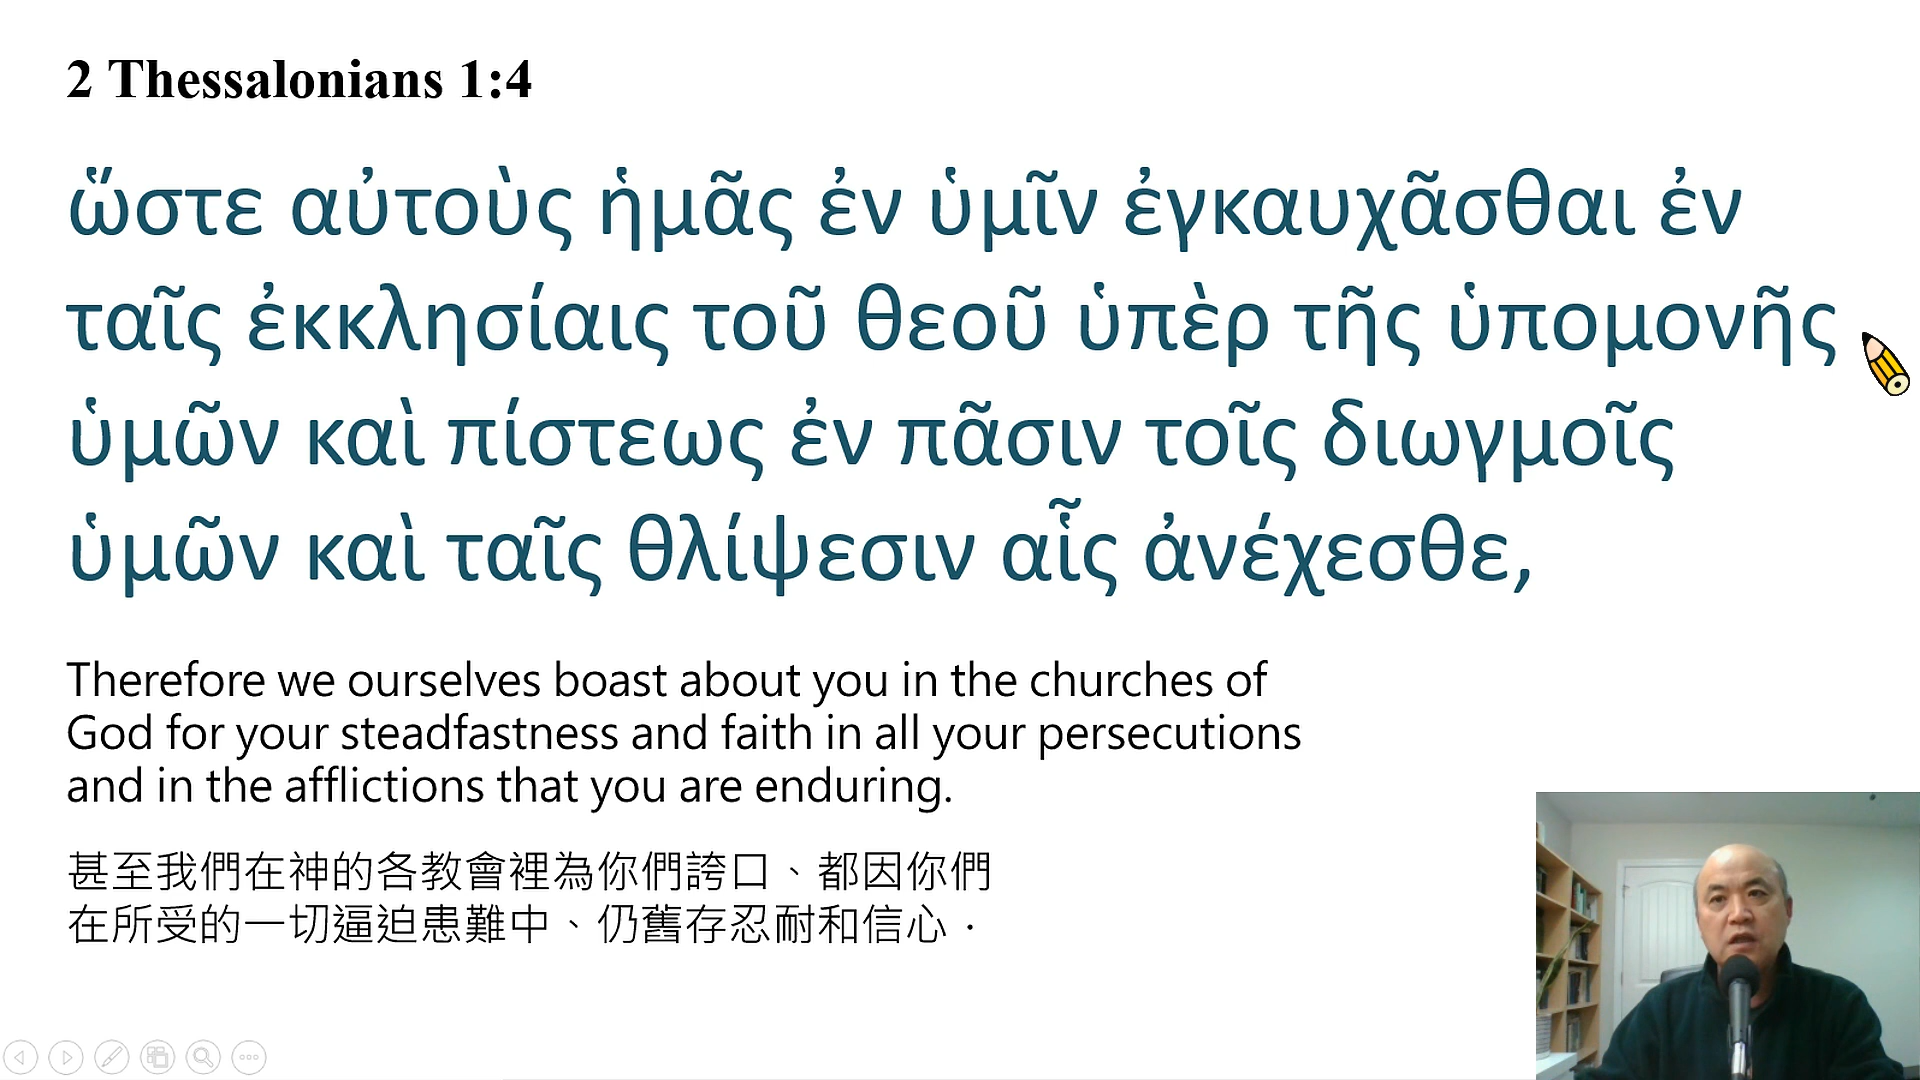 2 Thessalonians 1:4
ὥστε αὐτοὺς ἡμᾶς ἐν ὑμῖν ἐγκαυχᾶσθαι ἐν
ταῖς ἐκκλησίαις τοῦ θεοῦ ὑπὲρ τῆς ὑπομονῆς
ὑμῶν καὶ πίστεως ἐν πᾶσιν τοῖς διωγμοῖς
ὑμῶν καὶ ταῖς θλίψεσιν αἷς ἀνέχεσθε,
Therefore we ourselves boast about you in the churches of
God for your steadfastness and faith in all your persecutions
and in the afflictions that you are enduring.
甚至我們在神的各教會裡為你們誇口、都因你們
在所受的一切逼迫患難中、仍舊存忍耐和信心．